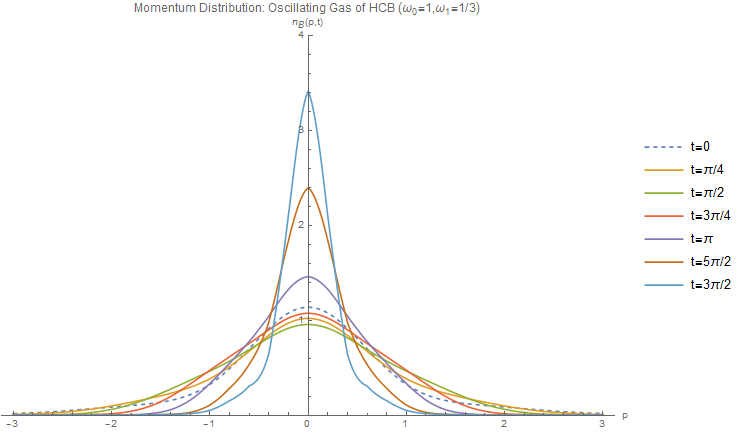 Momentum Distribution: Oscillating Gas of HCB (ω₀=1,ω₁=1/3)
n_B(p,t)
4
3
2
1
-3 -2 -1 0 1 2 3 p
t=0
t=π/4
t=π/2
t=3π/4
t=π
t=5π/2
t=3π/2